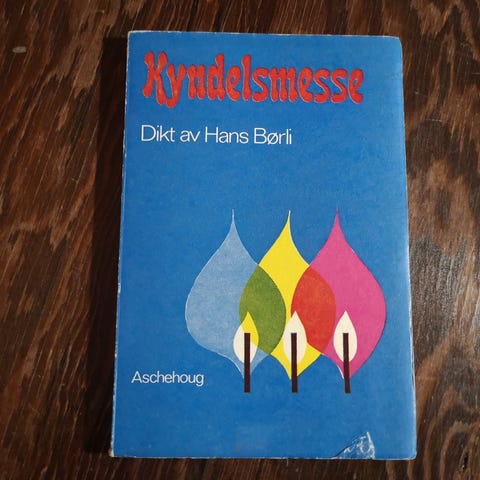 Kyndelsmesse
Dikt av Hans Børli
Aschehoug